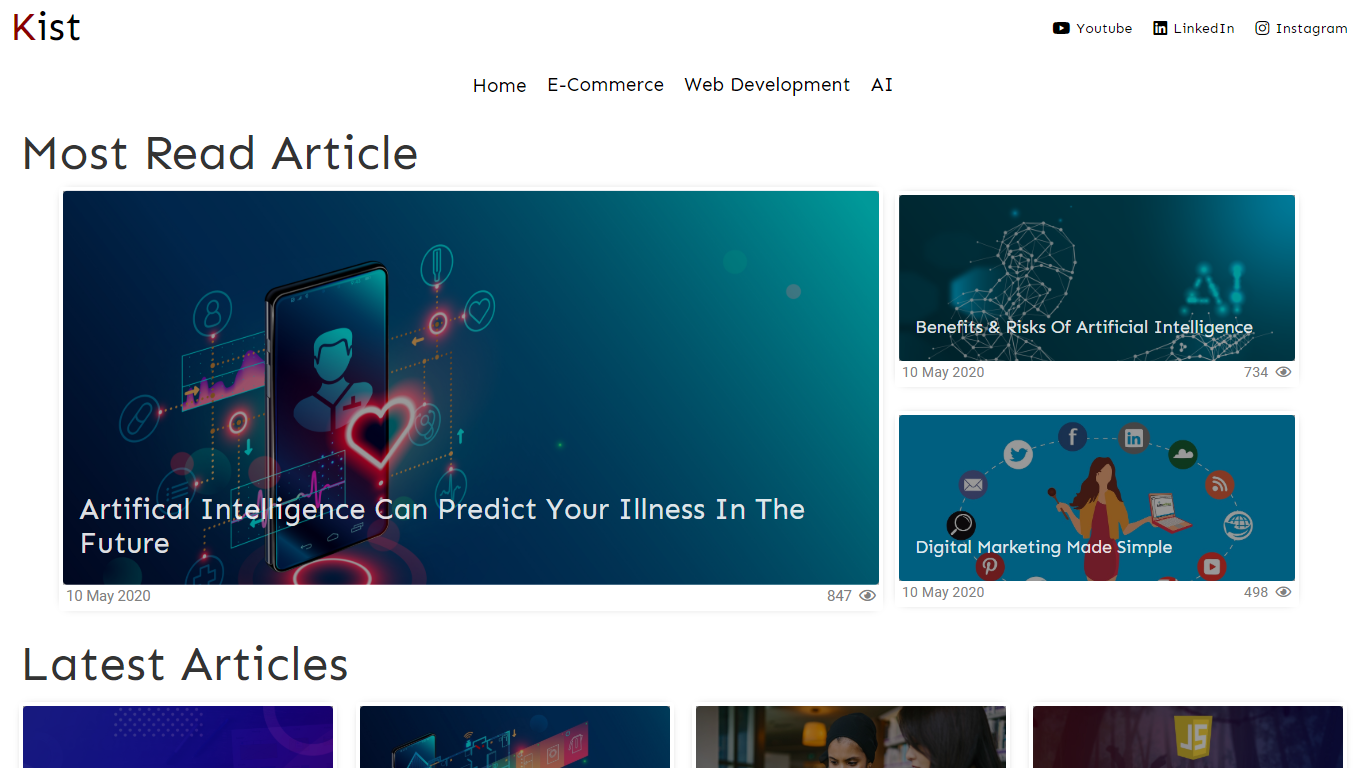 Kist
Youtube
LinkedIn
Instagram
Home
E-Commerce
Web Development
AI
Most Read Article
Artifical Intelligence Can Predict Your Illness In The
Future
10 May 2020
847
AI
Benefits & Risks Of Artificial Intelligence
10 May 2020
734
f
in
Digital Marketing Made Simple
10 May 2020
498
Latest Articles
JS